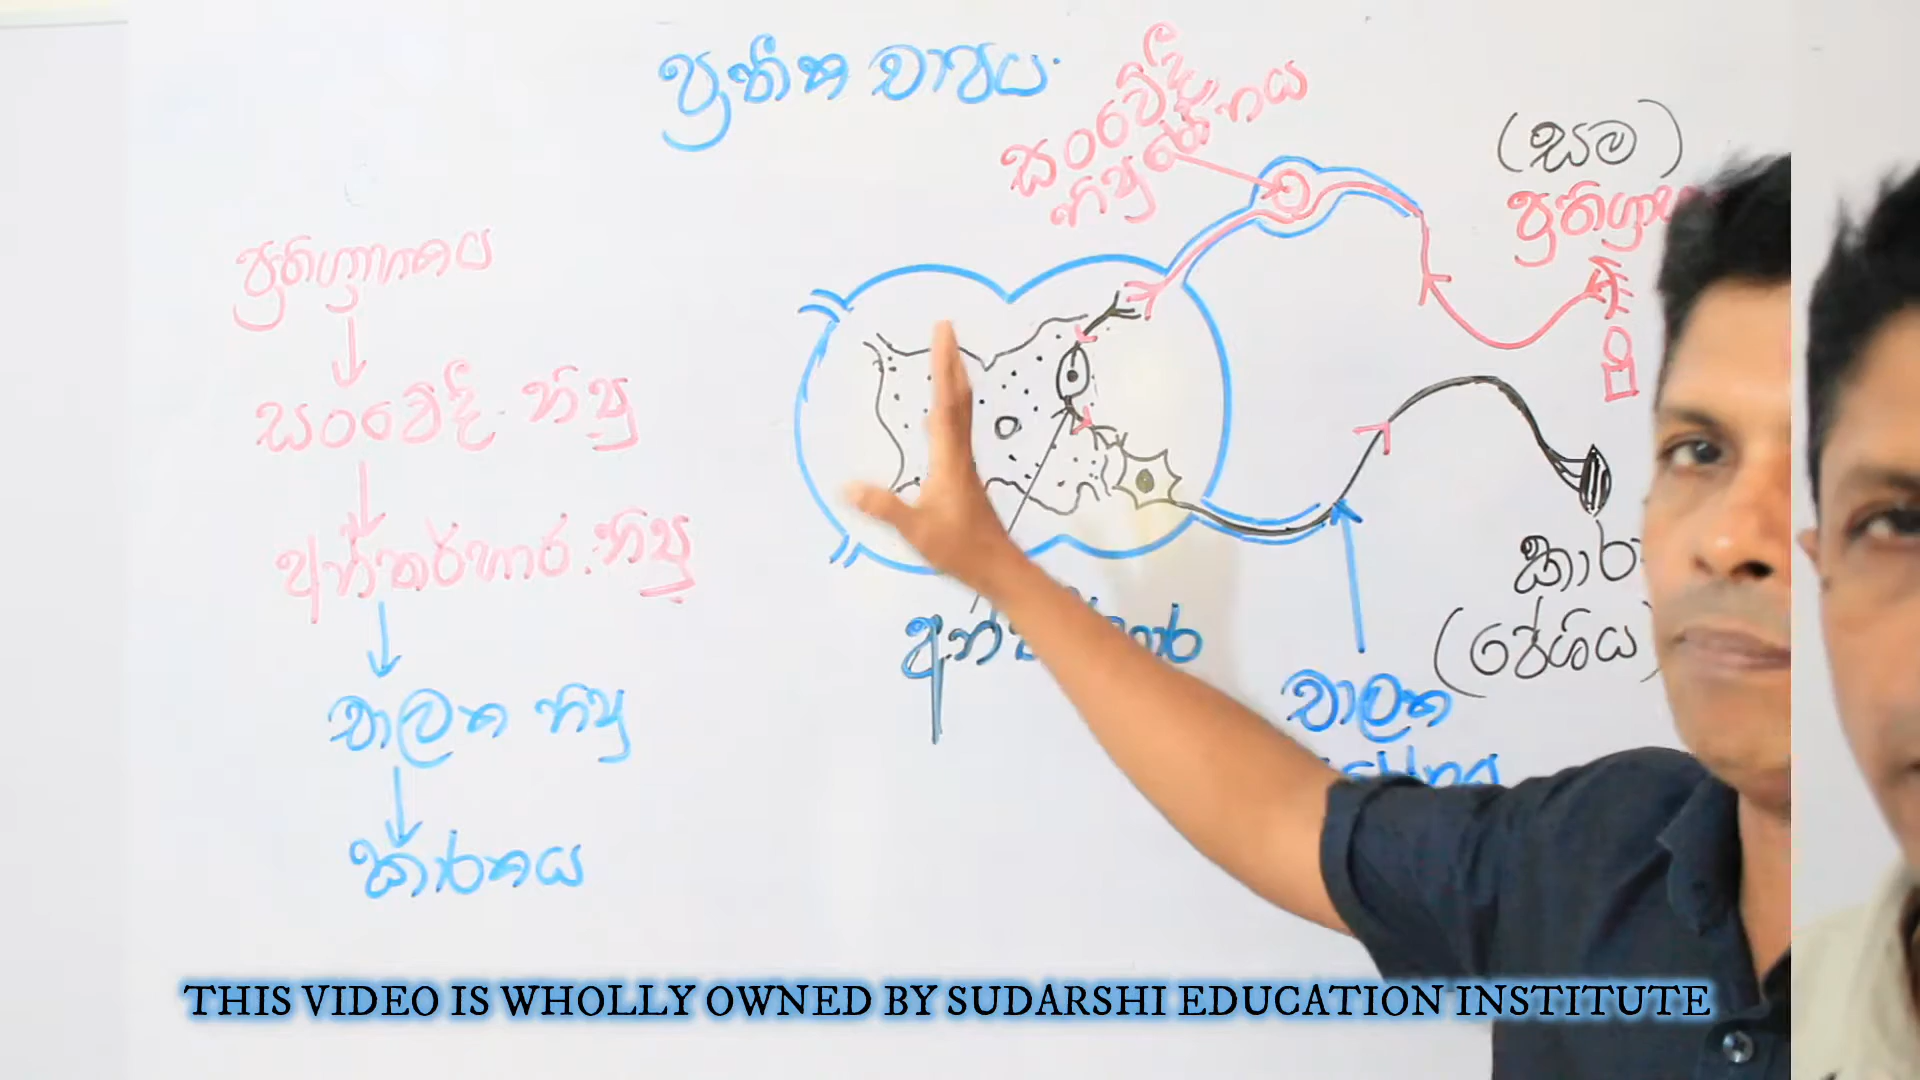 ප්‍රතීක චාපය
සංවේදී
නියුරෝනය
(සම)
ප්‍රතිග්‍රාහකය
සංවේදී නියු
අන්තර්භාර නියු
චාලක නියු
කාරකය
චාලක
(පේශිය)
THIS VIDEO IS WHOLLY OWNED BY SUDARSHI EDUCATION INSTITUTE